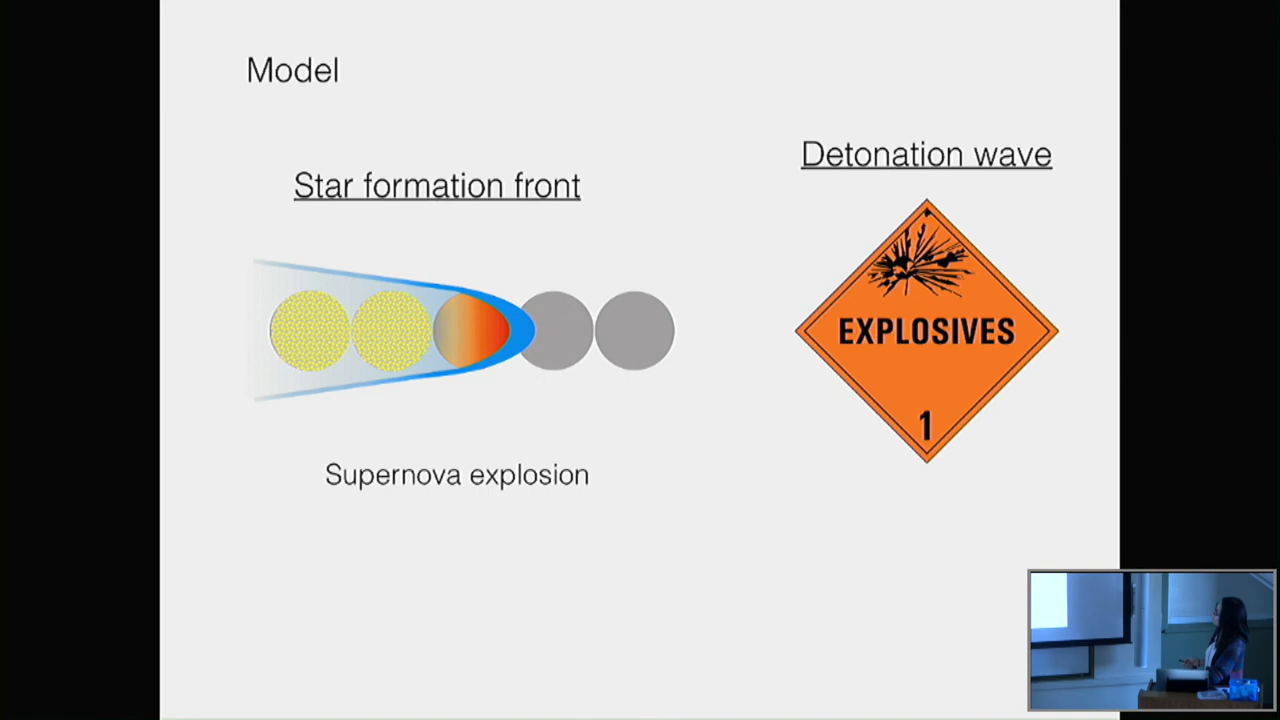 Model
Star formation front
Detonation wave
EXPLOSIVES
1
Supernova explosion